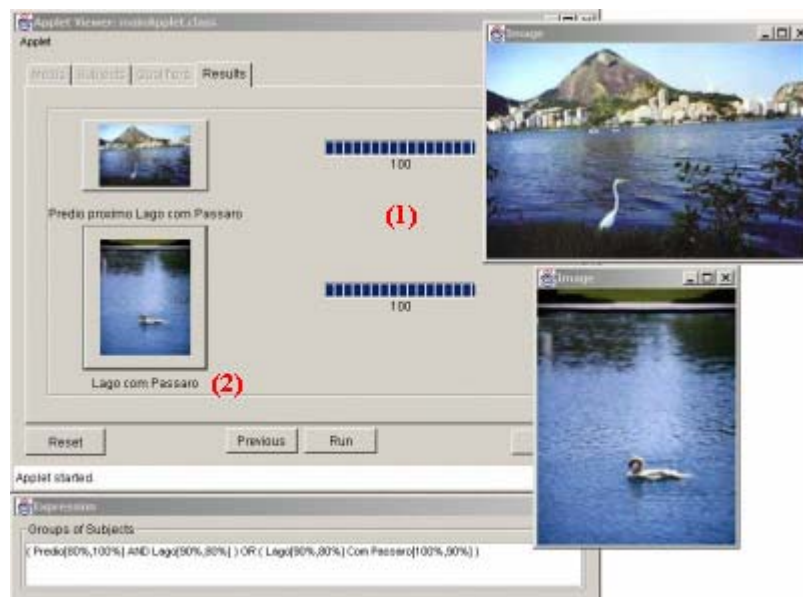 Applet Viewer: mainApplet.class
Applet
Subjects Qualifiers Results
100
Predio proximo Lago com Passaro
(1)
100
Lago com Passaro (2)
Reset Previous Run
Applet started.
Expression
Groups of Subjects
( Predio[80%,100%] AND Lago[90%,80%] ) OR ( Lago[90%,80%] Com Passaro[100%,90%] )
Image
Image